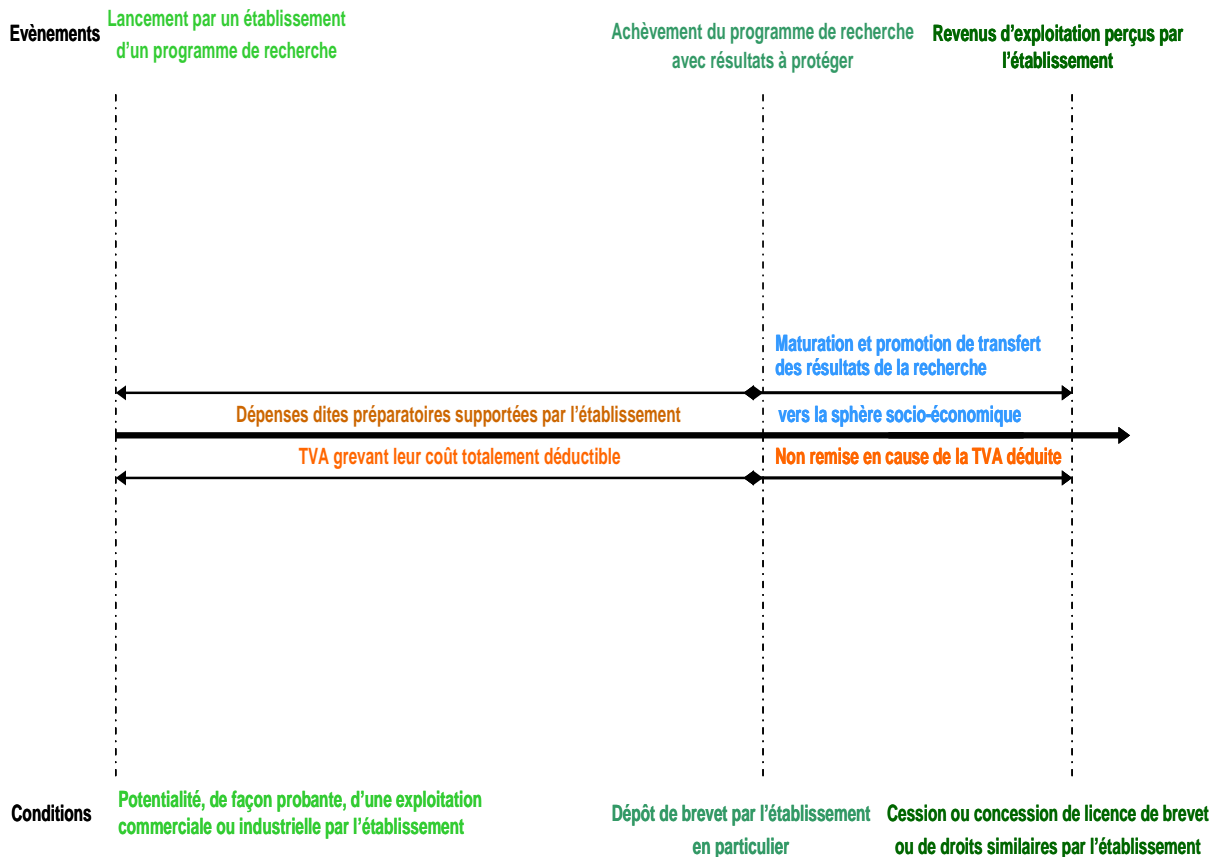 Evènements
Lancement par un établissement
d'un programme de recherche
Achèvement du programme de recherche
avec résultats à protéger
Revenus d'exploitation perçus par
l'établissement
Maturation et promotion de transfert
des résultats de la recherche
Dépenses dites préparatoires supportées par l'établissement
vers la sphère socio-économique
TVA grevant leur coût totalement déductible
Non remise en cause de la TVA déduite
Conditions
Potentialité, de façon probante, d'une exploitation
commerciale ou industrielle par l'établissement
Dépôt de brevet par l'établissement
en particulier
Cession ou concession de licence de brevet
ou de droits similaires par l'établissement